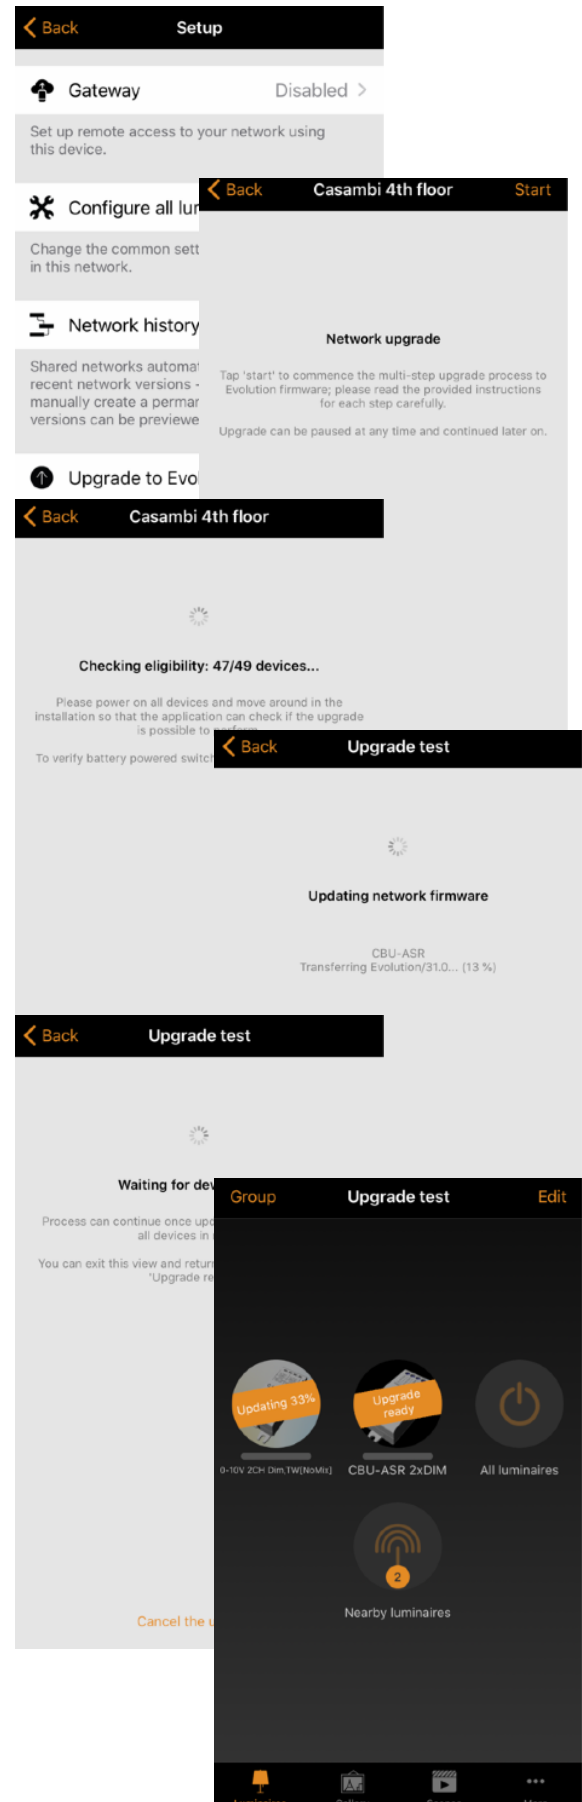 Back
Setup
Gateway
Disabled
Set up remote access to your network using
this device.
Configure all lur
Change the common sett
in this network.
Network history
Shared networks automat
recent network versions -
manually create a permar
versions can be previewe
Upgrade to Evol
Back
Casambi 4th floor
Start
Network upgrade
Tap 'start' to commence the multi-step upgrade process to
Evolution firmware; please read the provided instructions
for each step carefully.
Upgrade can be paused at any time and continued later on.
Back
Casambi 4th floor
Checking eligibility: 47/49 devices...
Please power on all devices and move around in the
installation so that the application can check if the upgrade
is possible to perform.
To verify battery powered switch
Back
Upgrade test
Updating network firmware
CBU-ASR
Transferring Evolution/31.0... (13 %)
Back
Upgrade test
Waiting for dev
Process can continue once upd
all devices in
You can exit this view and return
'Upgrade re
Cancel the u
Group
Upgrade test
Edit
Updating 33%
Upgrade
ready
0-10V 2CH Dim,TW(NoMix)
CBU-ASR 2xDIM
All luminaires
2
Nearby luminaires